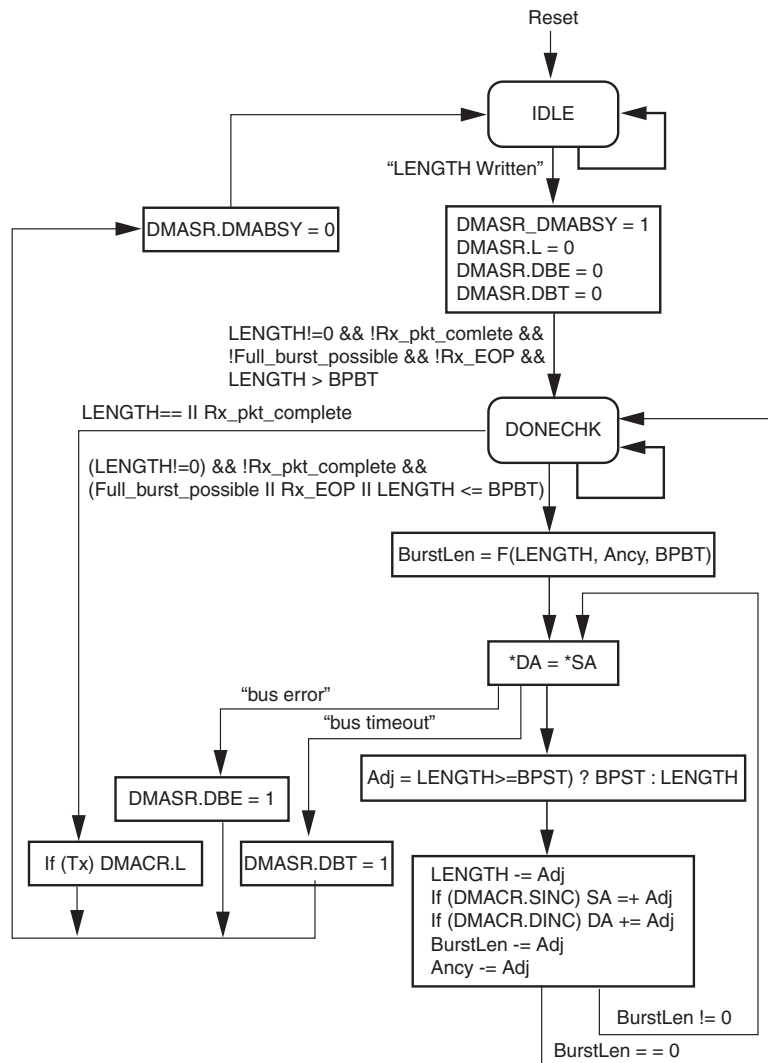 Reset
IDLE
“LENGTH Written”
DMASR.DMABSY = 0
DMASR_DMABSY = 1
DMASR.L = 0
DMASR.DBE = 0
DMASR.DBT = 0
LENGTH!=0 && !Rx_pkt_comlete &&
!Full_burst_possible && !Rx_EOP &&
LENGTH > BPBT
LENGTH== II Rx_pkt_complete
DONECHK
(LENGTH!=0) && !Rx_pkt_complete &&
(Full_burst_possible II Rx_EOP II LENGTH <= BPBT)
BurstLen = F(LENGTH, Ancy, BPBT)
*DA = *SA
“bus error”
“bus timeout”
Adj = LENGTH>=BPST) ? BPST : LENGTH
DMASR.DBE = 1
If (Tx) DMACR.L
DMASR.DBT = 1
LENGTH -= Adj
If (DMACR.SINC) SA =+ Adj
If (DMACR.DINC) DA += Adj
BurstLen -= Adj
Ancy -= Adj
BurstLen != 0
BurstLen = = 0